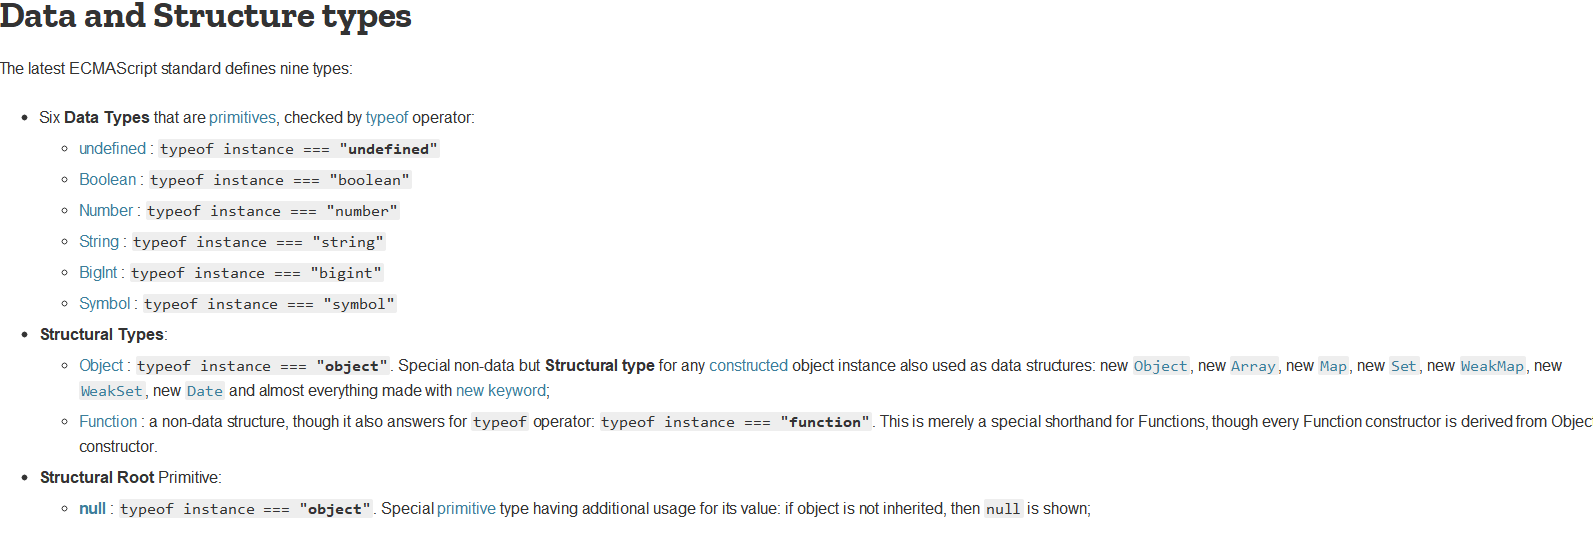 Data and Structure types
The latest ECMAScript standard defines nine types:
Six Data Types that are primitives, checked by typeof operator:
undefined : typeof instance === "undefined"
Boolean : typeof instance === "boolean"
Number : typeof instance === "number"
String : typeof instance === "string"
BigInt : typeof instance === "bigint"
Symbol : typeof instance === "symbol"
Structural Types:
Object : typeof instance === "object". Special non-data but Structural type for any constructed object instance also used as data structures: new Object, new Array, new Map, new Set, new WeakMap, new
WeakSet, new Date and almost everything made with new keyword;
Function : a non-data structure, though it also answers for typeof operator: typeof instance === "function". This is merely a special shorthand for Functions, though every Function constructor is derived from Objec
constructor.
Structural Root Primitive:
null : typeof instance === "object". Special primitive type having additional usage for its value: if object is not inherited, then null is shown;